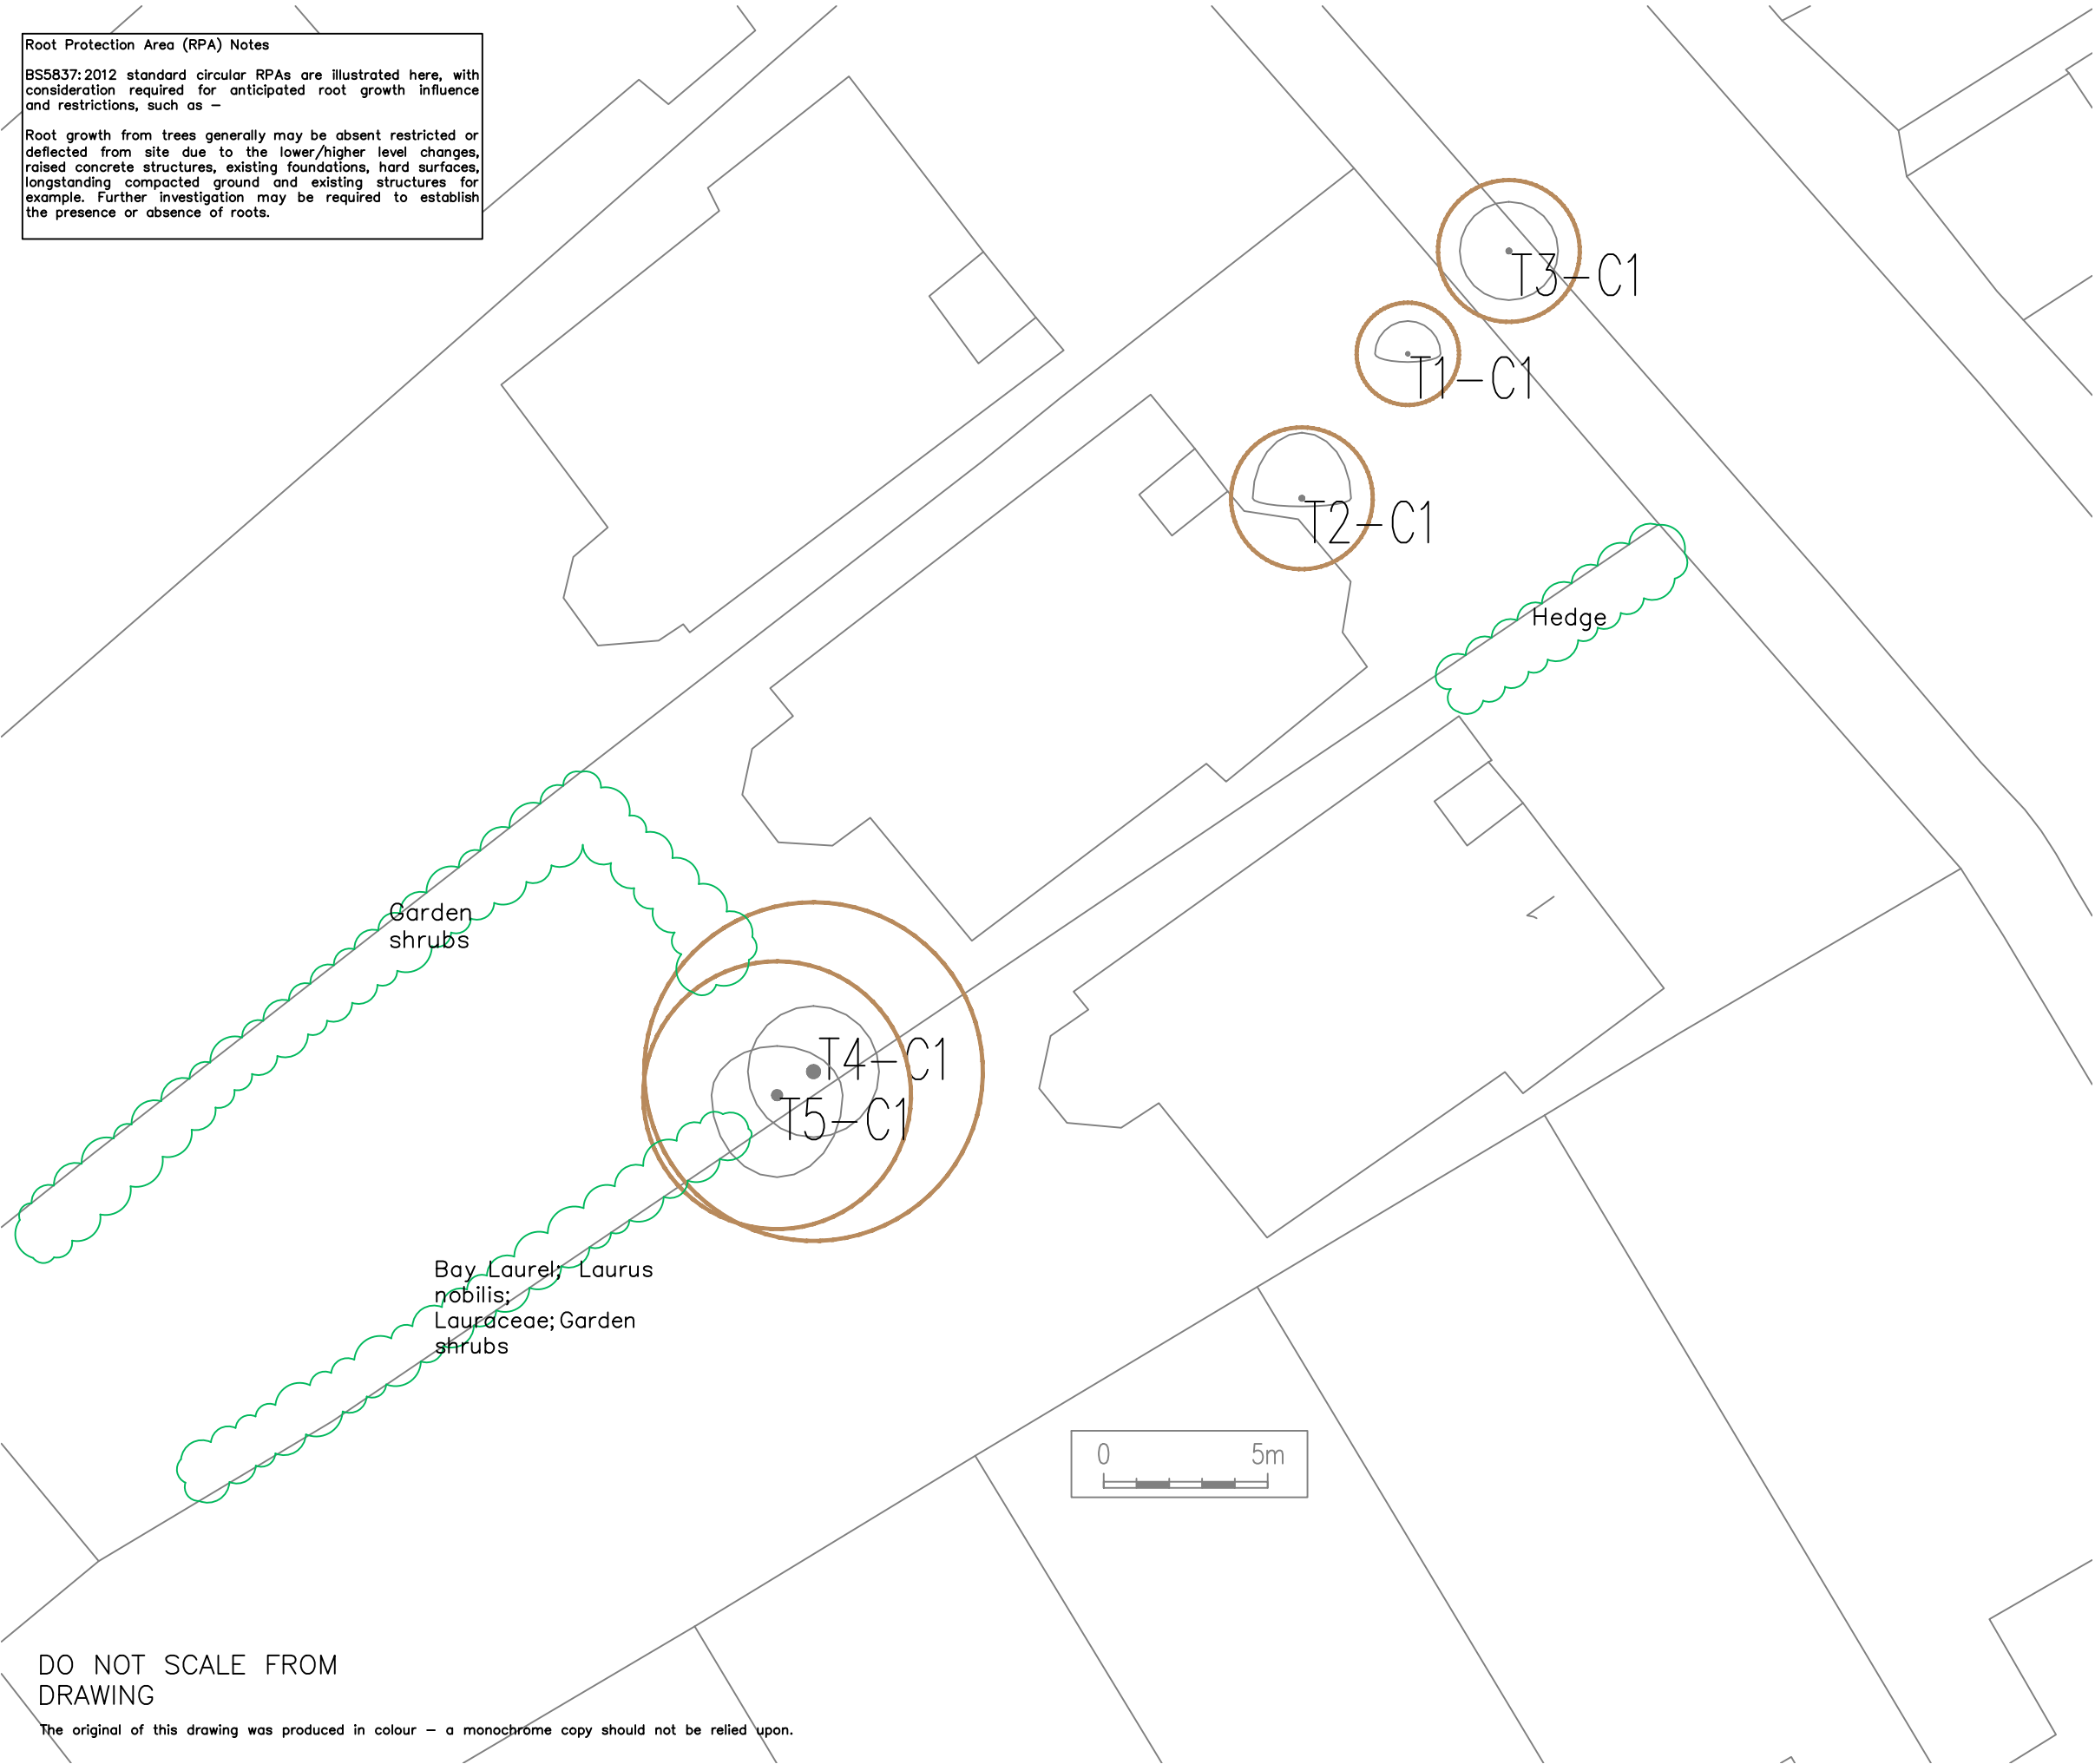 Root Protection Area (RPA) Notes
BS5837:2012 standard circular RPAs are illustrated here, with
consideration required for anticipated root growth influence
and restrictions, such as –
Root growth from trees generally may be absent restricted or
deflected from site due to the lower/higher level changes,
raised concrete structures, existing foundations, hard surfaces,
longstanding compacted ground and existing structures for
example. Further investigation may be required to establish
the presence or absence of roots.
T3-C1
T1-C1
T2-C1
Hedge
Garden
shrubs
T4-C1
T5-C1
Bay Laurel; Laurus
nobilis;
Lauraceae; Garden
shrubs
0 5m
DO NOT SCALE FROM
DRAWING
The original of this drawing was produced in colour – a monochrome copy should not be relied upon.